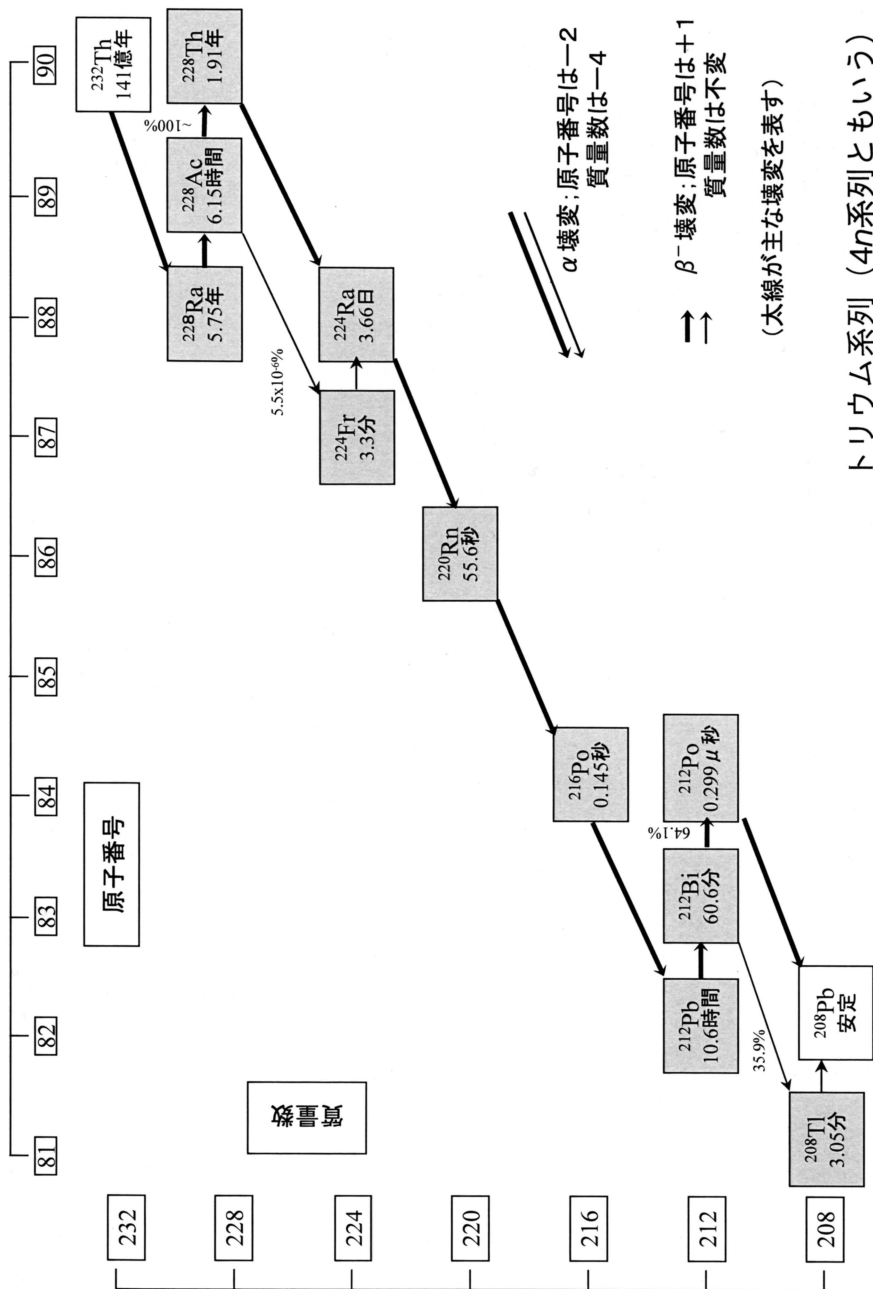 81 82 83 84 85 86 87 88 89 90
原子番号
質量数
232
228
224
220
216
212
208
²³²Th
141億年
²²⁸Ra
5.75年
²²⁸Ac
6.15時間
~100%
²²⁸Th
1.91年
5.5x10⁻⁶%
²²⁴Fr
3.3分
²²⁴Ra
3.66日
²²⁰Rn
55.6秒
²¹⁶Po
0.145秒
²¹²Pb
10.6時間
²¹²Bi
60.6分
64.1%
²¹²Po
0.299μ秒
35.9%
²⁰⁸Tl
3.05分
²⁰⁸Pb
安定
α壊変;原子番号は−2
質量数は−4
β⁻壊変;原子番号は+1
質量数は不変
(太線が主な壊変を表す)
トリウム系列(4n系列ともいう)